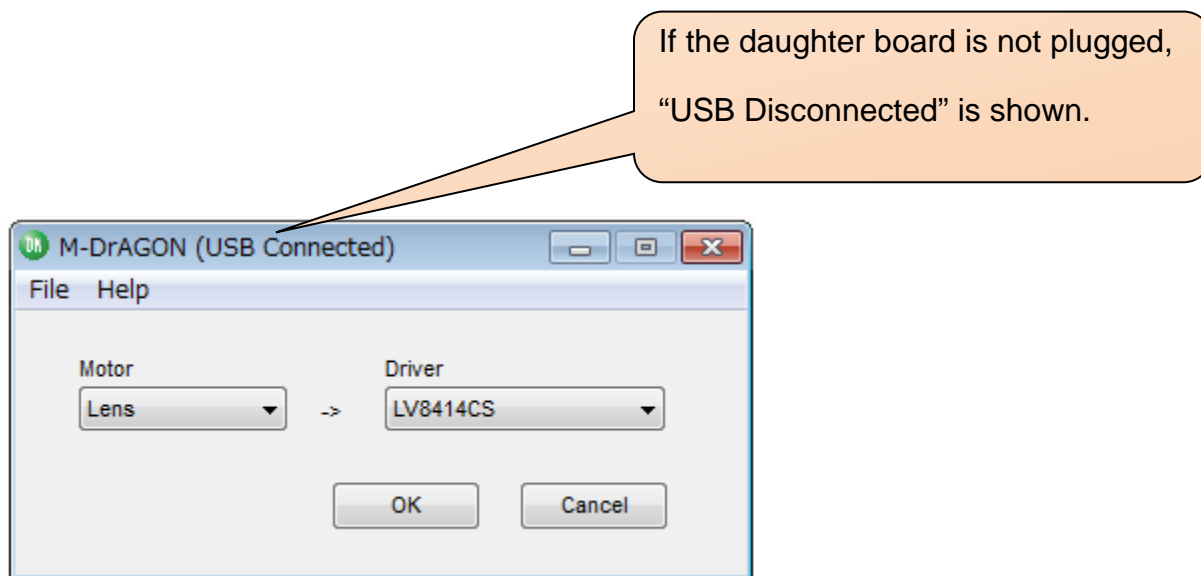 If the daughter board is not plugged,
“USB Disconnected” is shown.
DN M-DrAGON (USB Connected)
File Help
Motor Driver
Lens -> LV8414CS
OK Cancel